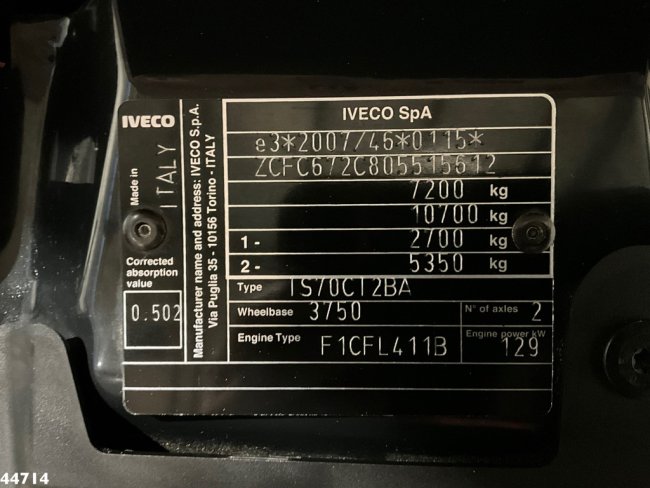 IVECO
Made in
ITALY
Corrected
absorption
value
0.502
Manufacturer name and address: IVECO S.p.A.
Via Puglia 35 - 10156 Torino - ITALY
IVECO SpA
e3*2007/46*0115*
ZCFC672C805515612
7200 kg
10700 kg
1 - 2700 kg
2 - 5350 kg
Type IS70CI2BA
Wheelbase 3750 N° of axles 2
Engine Type F1CFL411B Engine power kW 129
44714